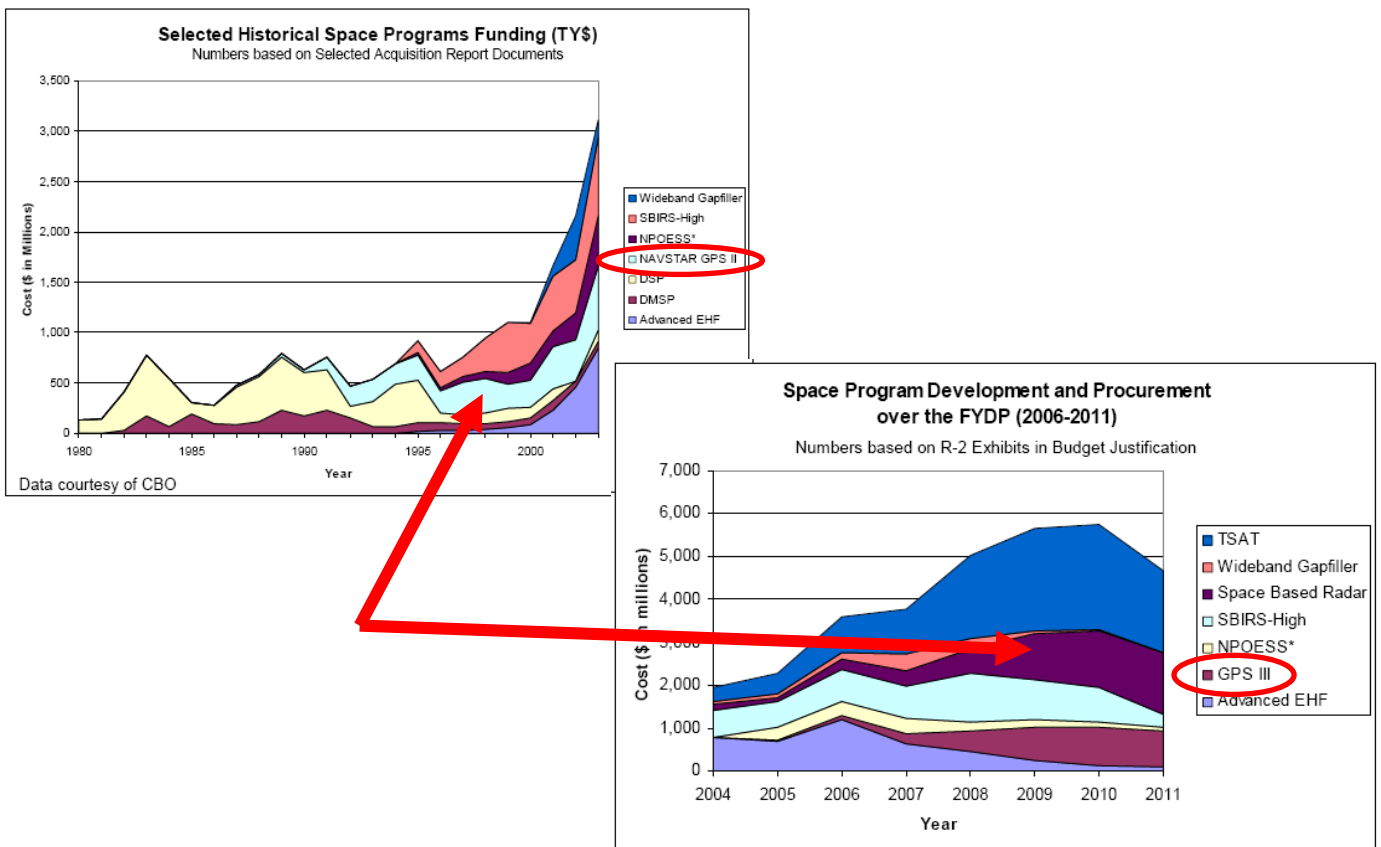 Selected Historical Space Programs Funding (TY$)
Numbers based on Selected Acquisition Report Documents
3,500
3,000
2,500
2,000
1,500
1,000
500
0
Cost ($ in Millions)
1980
1985
1990
1995
2000
Year
Wideband Gapfiller
SBIRS-High
NPOESS*
NAVSTAR GPS II
DSP
DMSP
Advanced EHF
Data courtesy of CBO
Space Program Development and Procurement
over the FYDP (2006-2011)
Numbers based on R-2 Exhibits in Budget Justification
7,000
6,000
5,000
4,000
2,000
1,000
0
Cost ($ in millions)
2004
2005
2006
2007
2008
2009
2010
2011
Year
TSAT
Wideband Gapfiller
Space Based Radar
SBIRS-High
NPOESS*
GPS III
Advanced EHF